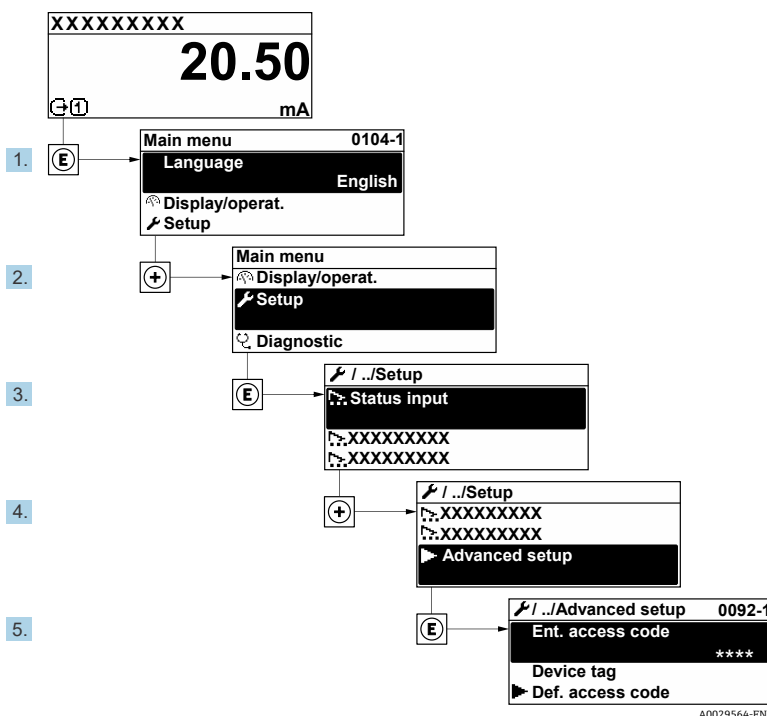 XXXXXXXXX
20.50
1 mA
1. E
Main menu 0104-1
Language
English
Display/operat.
Setup
2. +
Main menu
Display/operat.
Setup
Diagnostic
3. E
/ ../Setup
Status input
XXXXXXXXX
XXXXXXXXX
4. +
/ ../Setup
XXXXXXXXX
XXXXXXXXX
Advanced setup
5. E
/ ../Advanced setup 0092-1
Ent. access code
****
Device tag
Def. access code
A0029564-EN